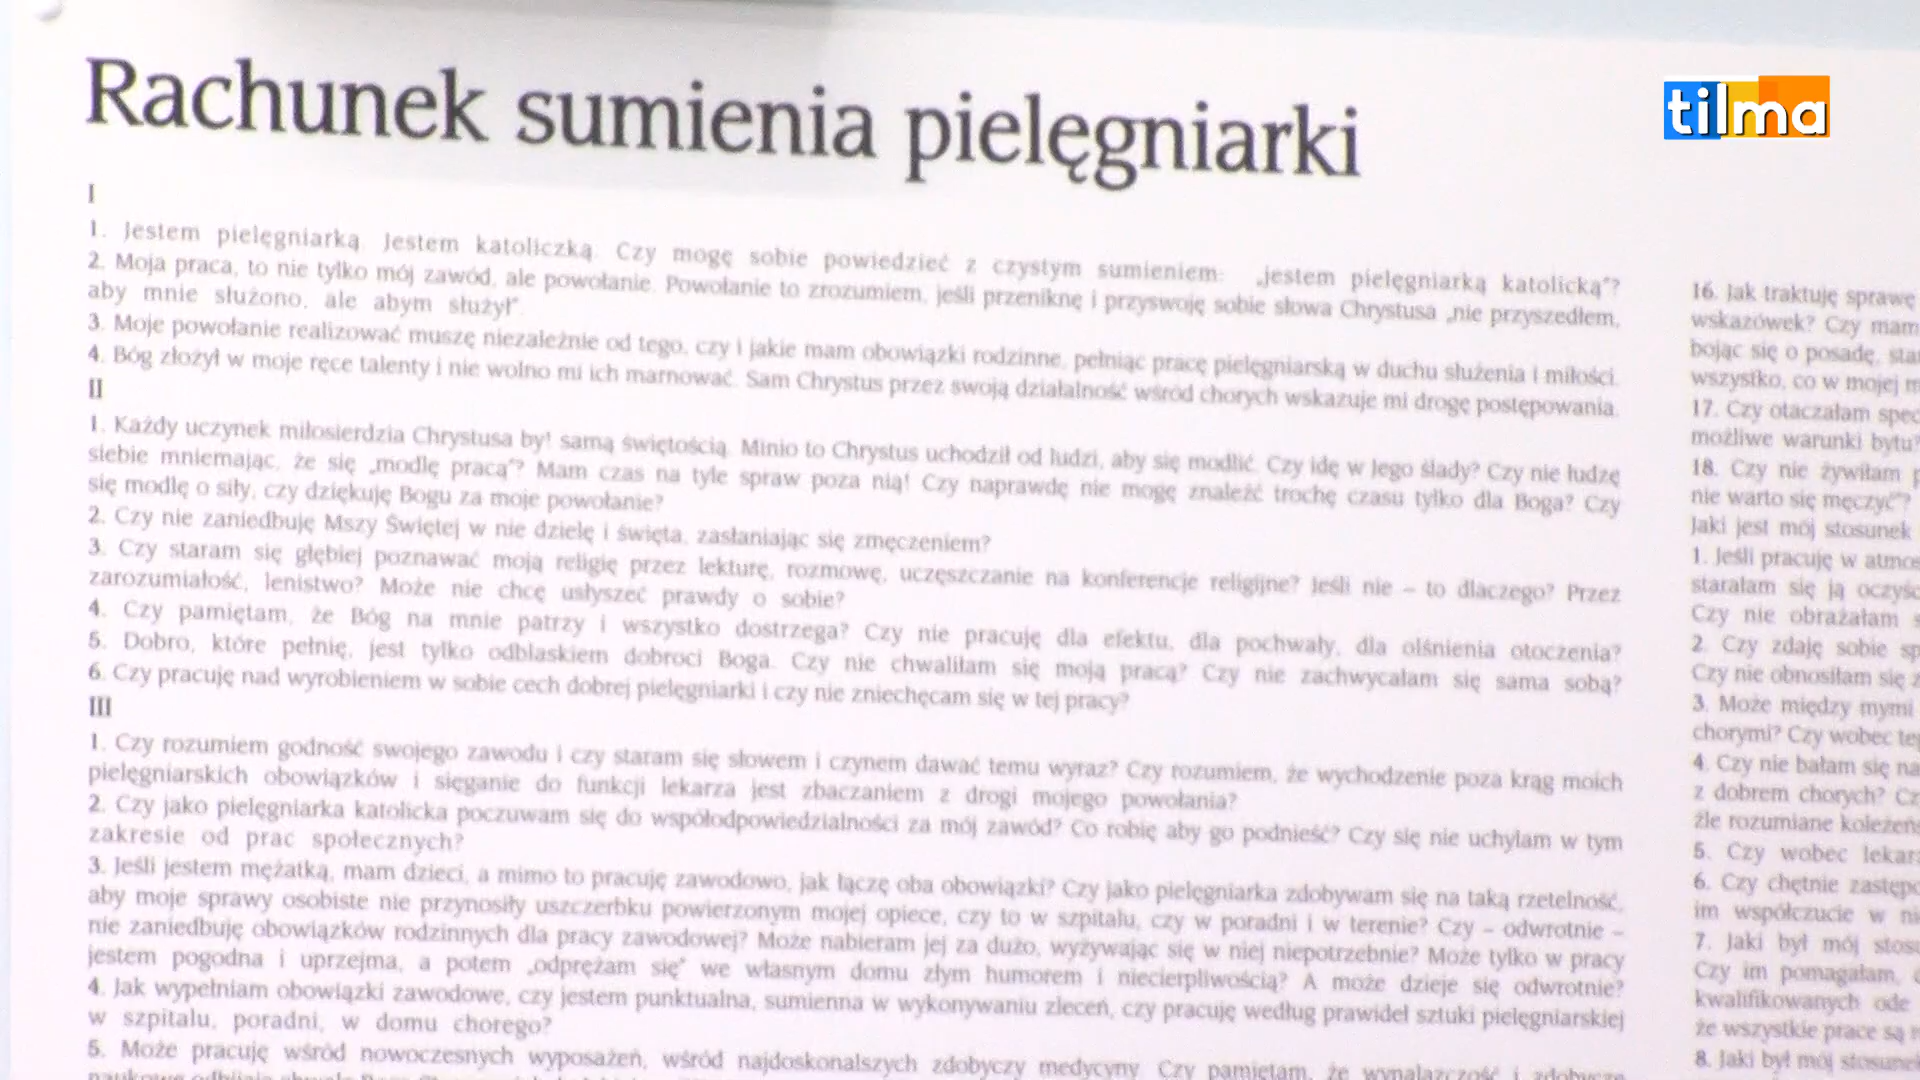 Rachunek sumienia pielęgniarki
tilma
I
1. Jestem pielęgniarką. Jestem katoliczką. Czy mogę sobie powiedzieć z czystym sumieniem: „jestem pielęgniarką katolicką"?
2. Moja praca, to nie tylko mój zawód, ale powołanie. Powołanie to zrozumiem, jeśli przeniknę i przyswoję sobie słowa Chrystusa „nie przyszedłem,
aby mnie służono, ale abym służył".
3. Moje powołanie realizować muszę niezależnie od tego, czy i jakie mam obowiązki rodzinne, pełniąc pracę pielęgniarską w duchu służenia i miłości.
4. Bóg złożył w moje ręce talenty i nie wolno mi ich marnować. Sam Chrystus przez swoją działalność wśród chorych wskazuje mi drogę postępowania.
II
1. Każdy uczynek miłosierdzia Chrystusa by! samą świętością. Minio to Chrystus uchodził od ludzi, aby się modlić. Czy idę w Jego ślady? Czy nie łudzę
siebie mniemając, że się „modlę pracą"? Mam czas na tyle spraw poza nią! Czy naprawdę nie mogę znaleźć trochę czasu tylko dla Boga? Czy
się modlę o siły, czy dziękuję Bogu za moje powołanie?
2. Czy nie zaniedbuję Mszy Świętej w nie dzielę i święta, zasłaniając się zmęczeniem?
3. Czy staram się głębiej poznawać moją religię przez lekturę, rozmowę, uczęszczanie na konferencje religijne? Jeśli nie – to dlaczego? Przez
zarozumiałość, lenistwo? Może nie chcę usłyszeć prawdy o sobie?
4. Czy pamiętam, że Bóg na mnie patrzy i wszystko dostrzega? Czy nie pracuję dla efektu, dla pochwały, dla olśnienia otoczenia?
5. Dobro, które pełnię, jest tylko odblaskiem dobroci Boga. Czy nie chwaliłam się moją pracą? Czy nie zachwycałam się sama sobą?
6. Czy pracuję nad wyrobieniem w sobie cech dobrej pielęgniarki i czy nie zniechęcam się w tej pracy?
III
1. Czy rozumiem godność swojego zawodu i czy staram się słowem i czynem dawać temu wyraz? Czy rozumiem, że wychodzenie poza krąg moich
pielęgniarskich obowiązków i sięganie do funkcji lekarza jest zbaczaniem z drogi mojego powołania?
2. Czy jako pielęgniarka katolicka poczuwam się do współodpowiedzialności za mój zawód? Co robię aby go podnieść? Czy się nie uchylam w tym
zakresie od prac społecznych?
3. Jeśli jestem mężatką, mam dzieci, a mimo to pracuję zawodowo, jak łączę oba obowiązki? Czy jako pielęgniarka zdobywam się na taką rzetelność,
aby moje sprawy osobiste nie przynosiły uszczerbku powierzonym mojej opiece, czy to w szpitalu, czy w poradni i w terenie? Czy – odwrotnie –
nie zaniedbuję obowiązków rodzinnych dla pracy zawodowej? Może nabieram jej za dużo, wyżywając się w niej niepotrzebnie? Może tylko w pracy
jestem pogodna i uprzejma, a potem „odprężam się" we własnym domu złym humorem i niecierpliwością? A może dzieje się odwrotnie?
4. Jak wypełniam obowiązki zawodowe, czy jestem punktualna, sumienna w wykonywaniu zleceń, czy pracuję według prawideł sztuki pielęgniarskiej
w szpitalu, poradni, w domu chorego?
5. Może pracuję wśród nowoczesnych wyposażeń, wśród najdoskonalszych zdobyczy medycyny. Czy pamiętam, że wynalazczość i zdobycze
16. Jak traktuję sprawę
wskazówek? Czy mam
bojąc się o posadę,
wszystko, co w mojej
17. Czy otaczałam
możliwe warunki bytu?
18. Czy nie żywiłam
nie warto się męczyć"?
Jaki jest mój stosunek
1. Jeśli pracuję w
starałam się ją
Czy nie obrażałam
2. Czy zdaję sobie
Czy nie obnosiłam się
3. Może między mymi
chorymi? Czy wobec
4. Czy nie bałam się
z dobrem chorych?
źle rozumiane
5. Czy wobec
6. Czy chętnie
im współczucie w
7. Jaki był mój
Czy im pomagałam,
kwalifikowanych ode
że wszystkie prace są
8. Jaki był mój